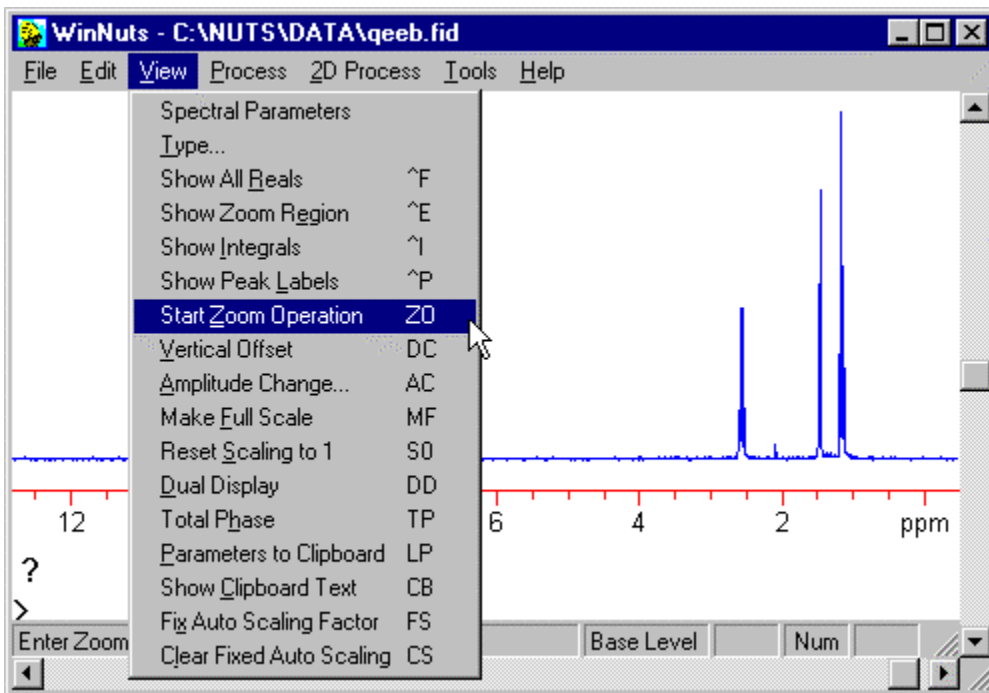 WinNuts - C:\NUTS\DATA\qeeb.fid
File Edit View Process 2D Process Tools Help
Spectral Parameters
Type...
Show All Reals ^F
Show Zoom Region ^E
Show Integrals ^I
Show Peak Labels ^P
Start Zoom Operation ZO
Vertical Offset DC
Amplitude Change... AC
Make Full Scale MF
Reset Scaling to 1 S0
Dual Display DD
Total Phase TP
Parameters to Clipboard LP
Show Clipboard Text CB
Fix Auto Scaling Factor FS
Clear Fixed Auto Scaling CS
12 6 4 2 ppm
?
>
Enter Zoom Base Level Num